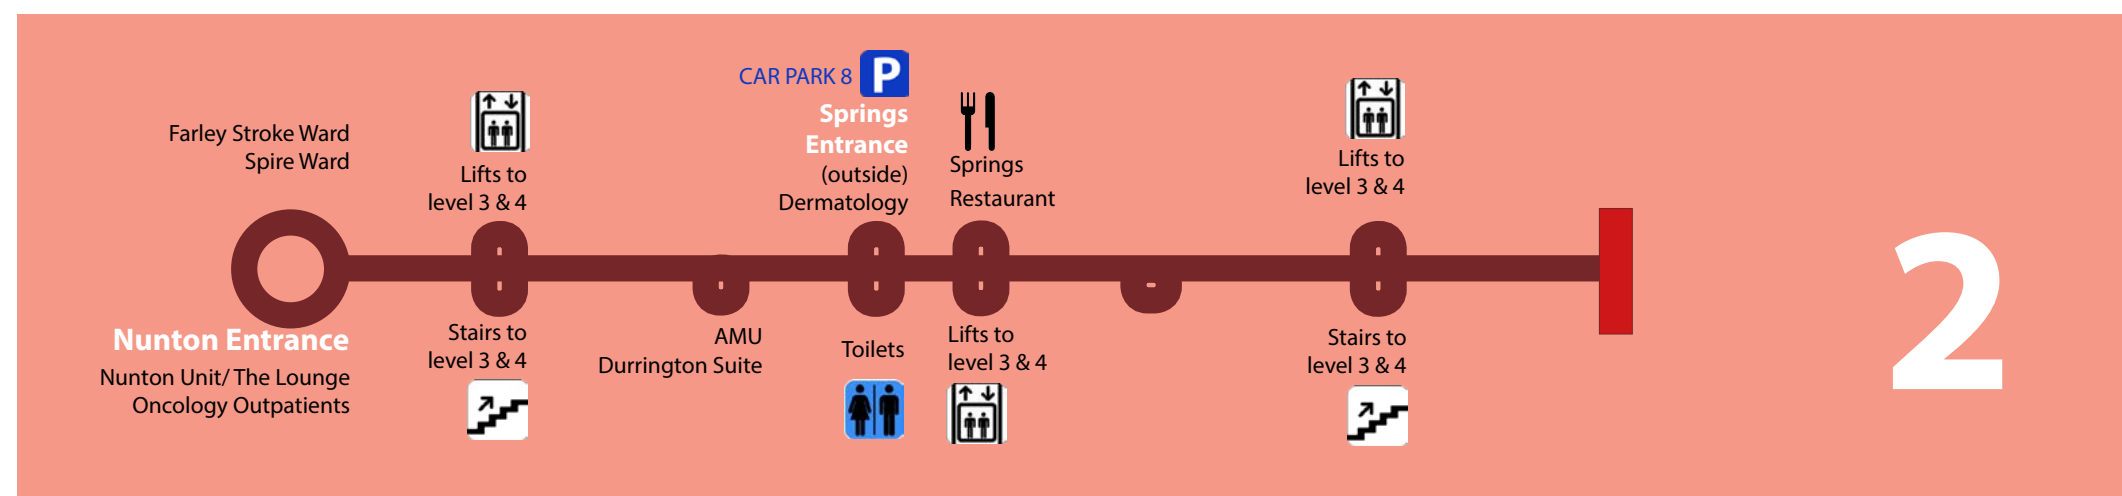 Farley Stroke Ward
Spire Ward
Nunton Entrance
Nunton Unit/ The Lounge
Oncology Outpatients
Lifts to
level 3 & 4
Stairs to
level 3 & 4
AMU
Durrington Suite
CAR PARK 8 P
Springs
Entrance
(outside)
Dermatology
Toilets
Springs
Restaurant
Lifts to
level 3 & 4
Lifts to
level 3 & 4
Stairs to
level 3 & 4
2